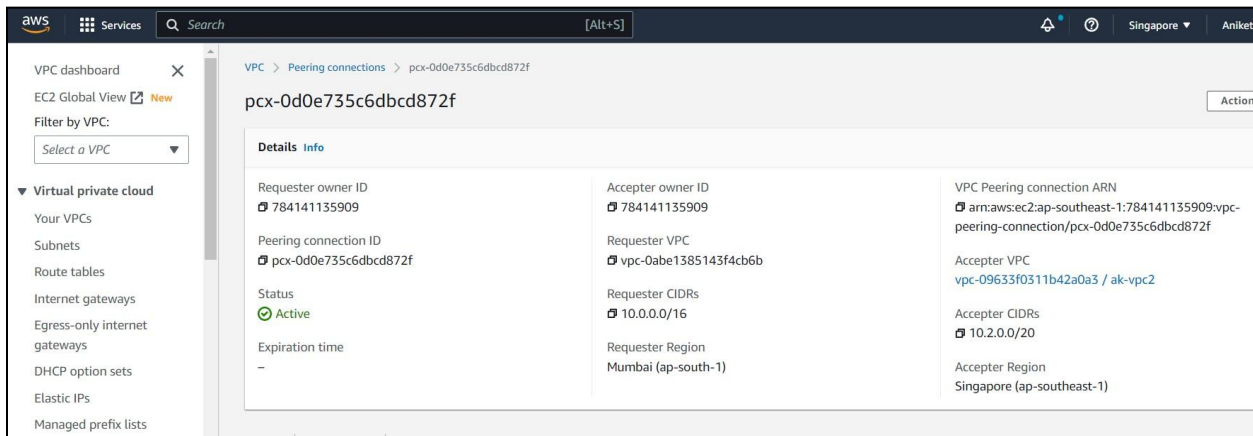 aws
Services
Search
[Alt+S]
Singapore
Aniket
VPC dashboard
EC2 Global View New
Filter by VPC:
Select a VPC
Virtual private cloud
Your VPCs
Subnets
Route tables
Internet gateways
Egress-only internet
gateways
DHCP option sets
Elastic IPs
Managed prefix lists
VPC > Peering connections > pcx-0d0e735c6dbcd872f
pcx-0d0e735c6dbcd872f
Action
Details Info
Requester owner ID
784141135909
Peering connection ID
pcx-0d0e735c6dbcd872f
Status
Active
Expiration time
–
Accepter owner ID
784141135909
Requester VPC
vpc-0abe1385143f4cb6b
Requester CIDRs
10.0.0.0/16
Requester Region
Mumbai (ap-south-1)
VPC Peering connection ARN
arn:aws:ec2:ap-southeast-1:784141135909:vpc-
peering-connection/pcx-0d0e735c6dbcd872f
Accepter VPC
vpc-09633f0311b42a0a3 / ak-vpc2
Accepter CIDRs
10.2.0.0/20
Accepter Region
Singapore (ap-southeast-1)